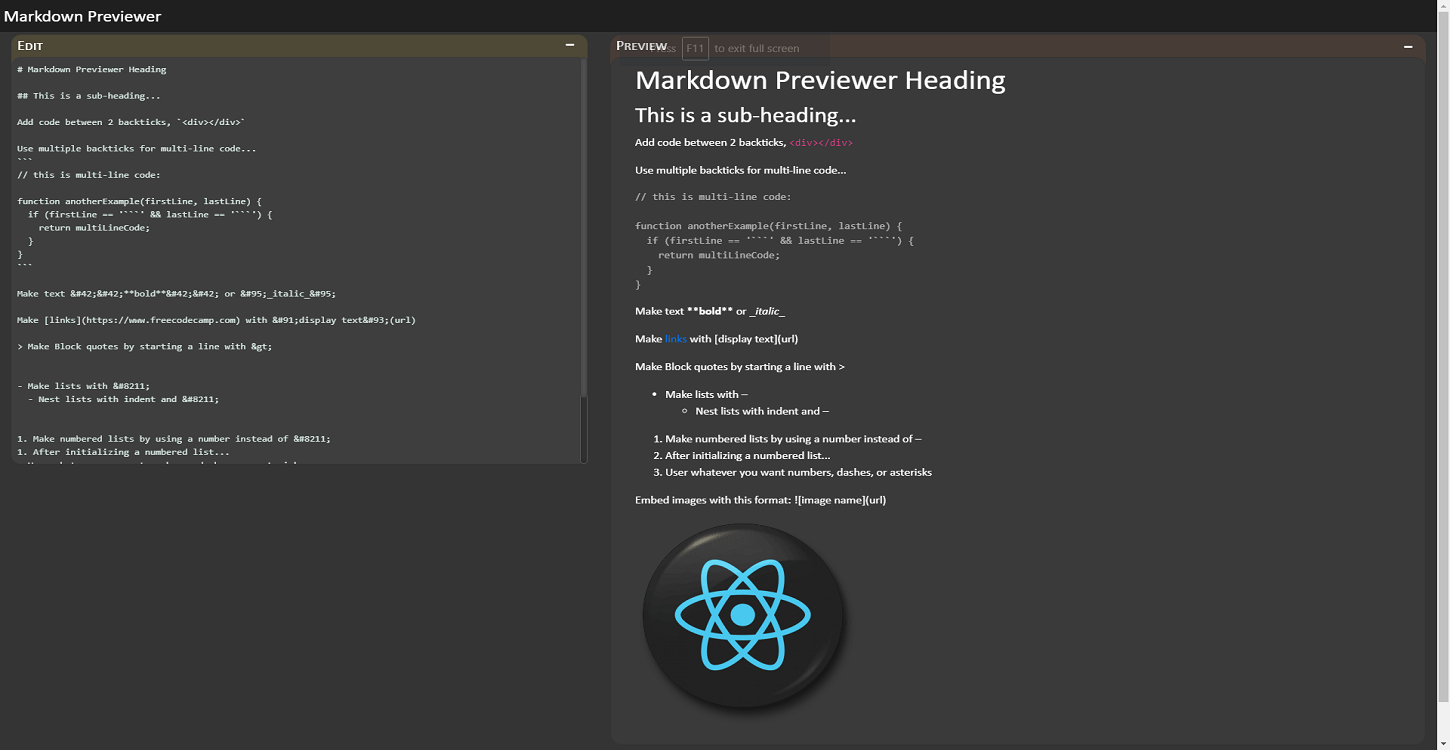 Markdown Previewer
EDIT
# Markdown Previewer Heading
## This is a sub-heading...
Add code between 2 backticks, `<div></div>`
Use multiple backticks for multi-line code...
```
// this is multi-line code:
function anotherExample(firstLine, lastLine) {
if (firstLine == '```' && lastLine == '```') {
return multiLineCode;
}
}
```
Make text &#42;&#42;**bold**&#42;&#42; or &#95;_italic_&#95;
Make [links](https://www.freecodecamp.com) with &#91;display text&#93;(url)
> Make Block quotes by starting a line with &gt;
- Make lists with &#8211;
- Nest lists with indent and &#8211;
1. Make numbered lists by using a number instead of &#8211;
1. After initializing a numbered list...
PREVIEW
F11 to exit full screen
Markdown Previewer Heading
This is a sub-heading...
Add code between 2 backticks, <div></div>
Use multiple backticks for multi-line code...
// this is multi-line code:
function anotherExample(firstLine, lastLine) {
if (firstLine == '```' && lastLine == '```') {
return multiLineCode;
}
}
Make text **bold** or _italic_
Make links with [display text](url)
Make Block quotes by starting a line with >
• Make lists with –
◦ Nest lists with indent and –
1. Make numbered lists by using a number instead of –
2. After initializing a numbered list...
3. User whatever you want numbers, dashes, or asterisks
Embed images with this format: ![image name](url)